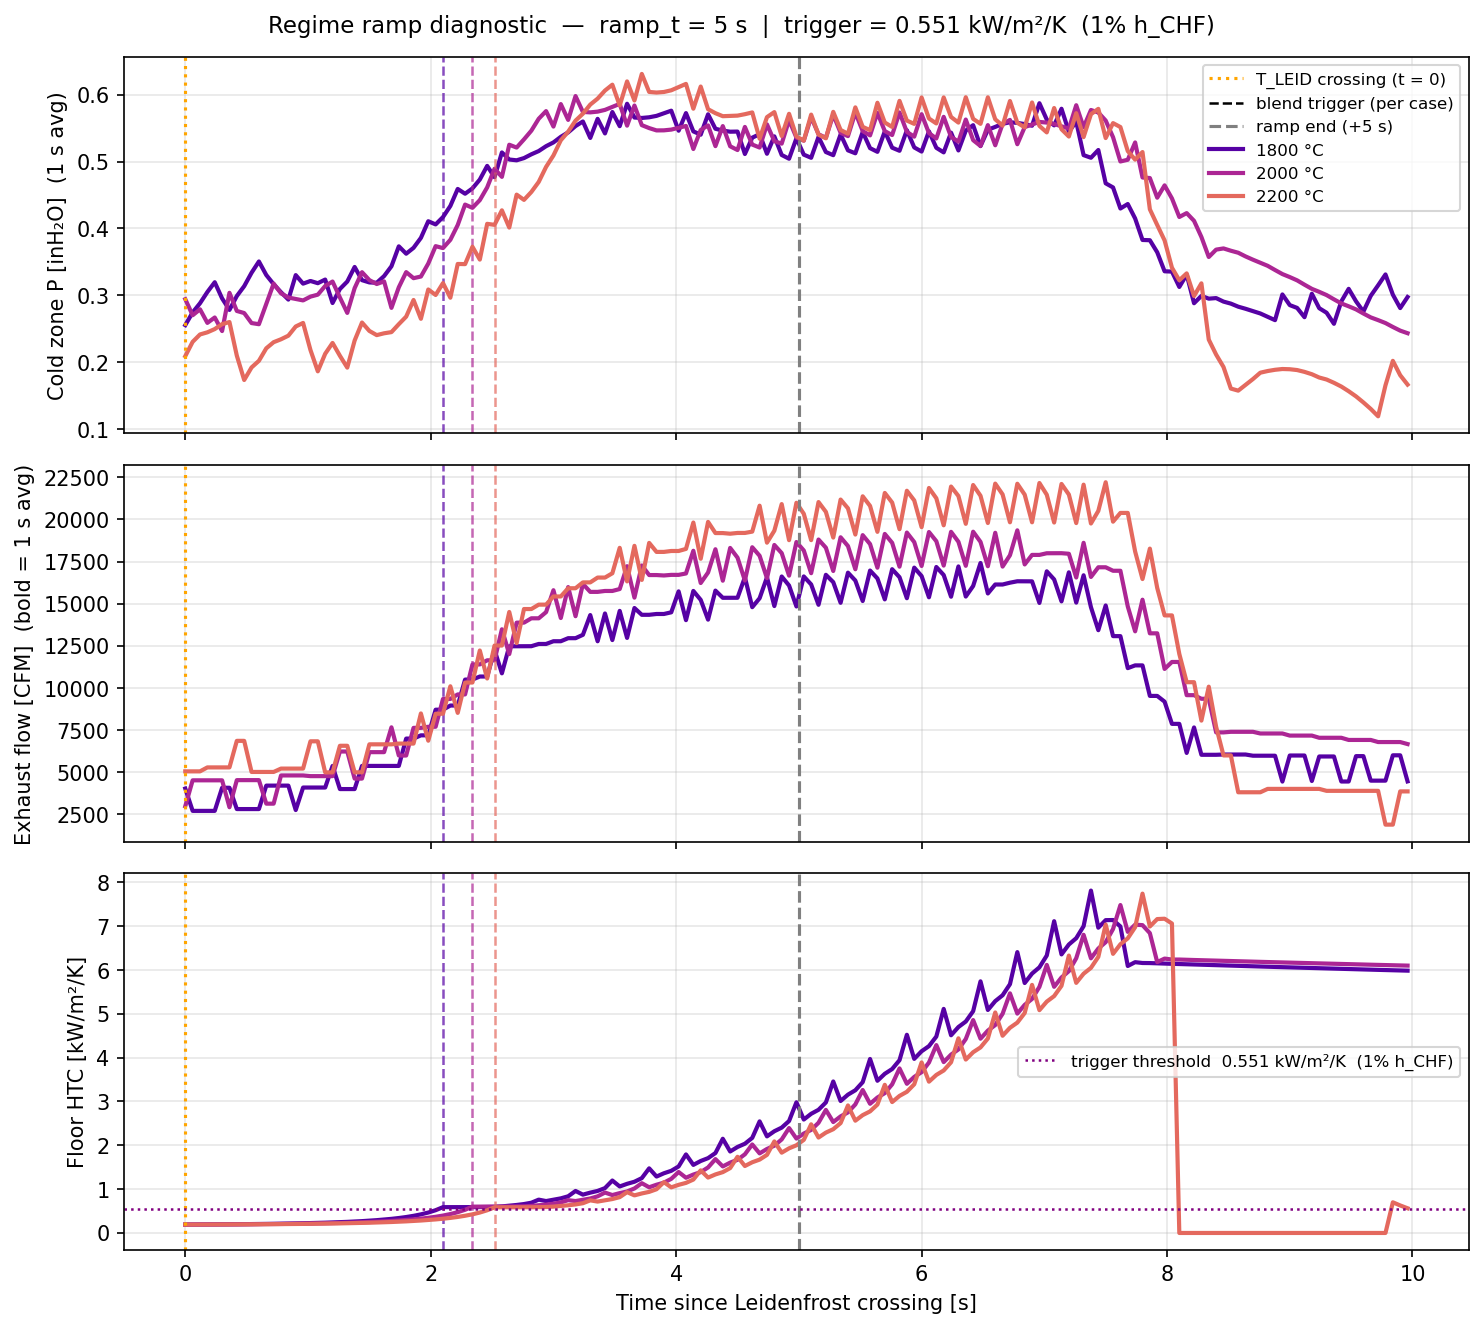 Regime ramp diagnostic — ramp_t = 5 s | trigger = 0.551 kW/m²/K (1% h_CHF)
Cold zone P [inH₂O] (1 s avg)
0.6
0.5
0.4
0.3
0.2
0.1
T_LEID crossing (t = 0)
blend trigger (per case)
ramp end (+5 s)
1800 °C
2000 °C
2200 °C
Exhaust flow [CFM] (bold = 1 s avg)
22500
20000
17500
15000
12500
10000
7500
5000
2500
Floor HTC [kW/m²/K]
8
7
6
5
4
3
2
1
0
trigger threshold 0.551 kW/m²/K (1% h_CHF)
0 2 4 6 8 10
Time since Leidenfrost crossing [s]